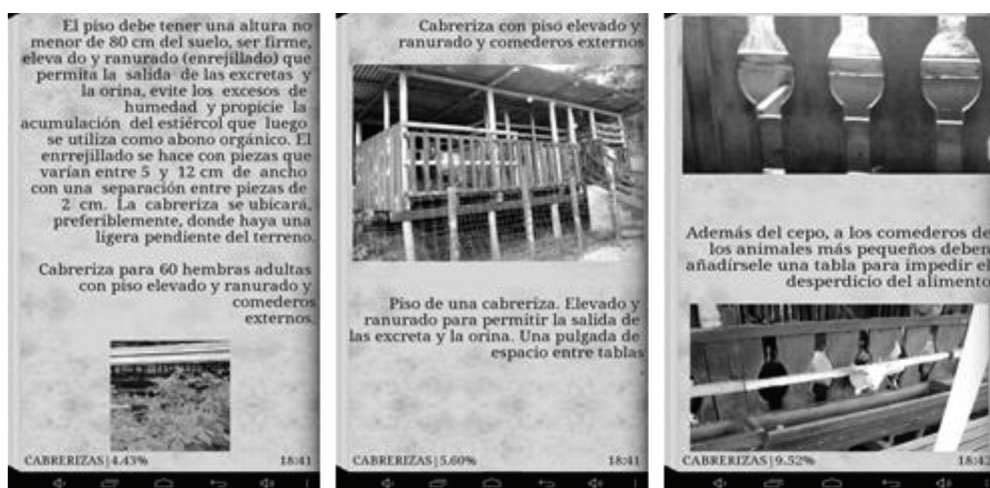 El piso debe tener una altura no
menor de 80 cm del suelo, ser firme,
eleva do y ranurado (enrejillado) que
permita la salida de las excretas y
la orina, evite los excesos de
humedad y propicie la
acumulación del estiércol que luego
se utiliza como abono orgánico. El
enrrejillado se hace con piezas que
varían entre 5 y 12 cm de ancho
con una separación entre piezas de
2 cm. La cabreriza se ubicará,
preferiblemente, donde haya una
ligera pendiente del terreno.
Cabreriza para 60 hembras adultas
con piso elevado y ranurado y
comederos
externos.
CABRERIZAS|4.43% 18:41
Cabreriza con piso elevado y
ranurado y comederos externos
Piso de una cabreriza. Elevado y
ranurado para permitir la salida de
las excreta y la orina. Una pulgada de
espacio entre tablas
.
CABRERIZAS|5.60% 18:41
Además del cepo, a los comederos de
los animales más pequeños deben
añadírsele una tabla para impedir el
desperdicio del alimento
CABRERIZAS|9.52% 18:42